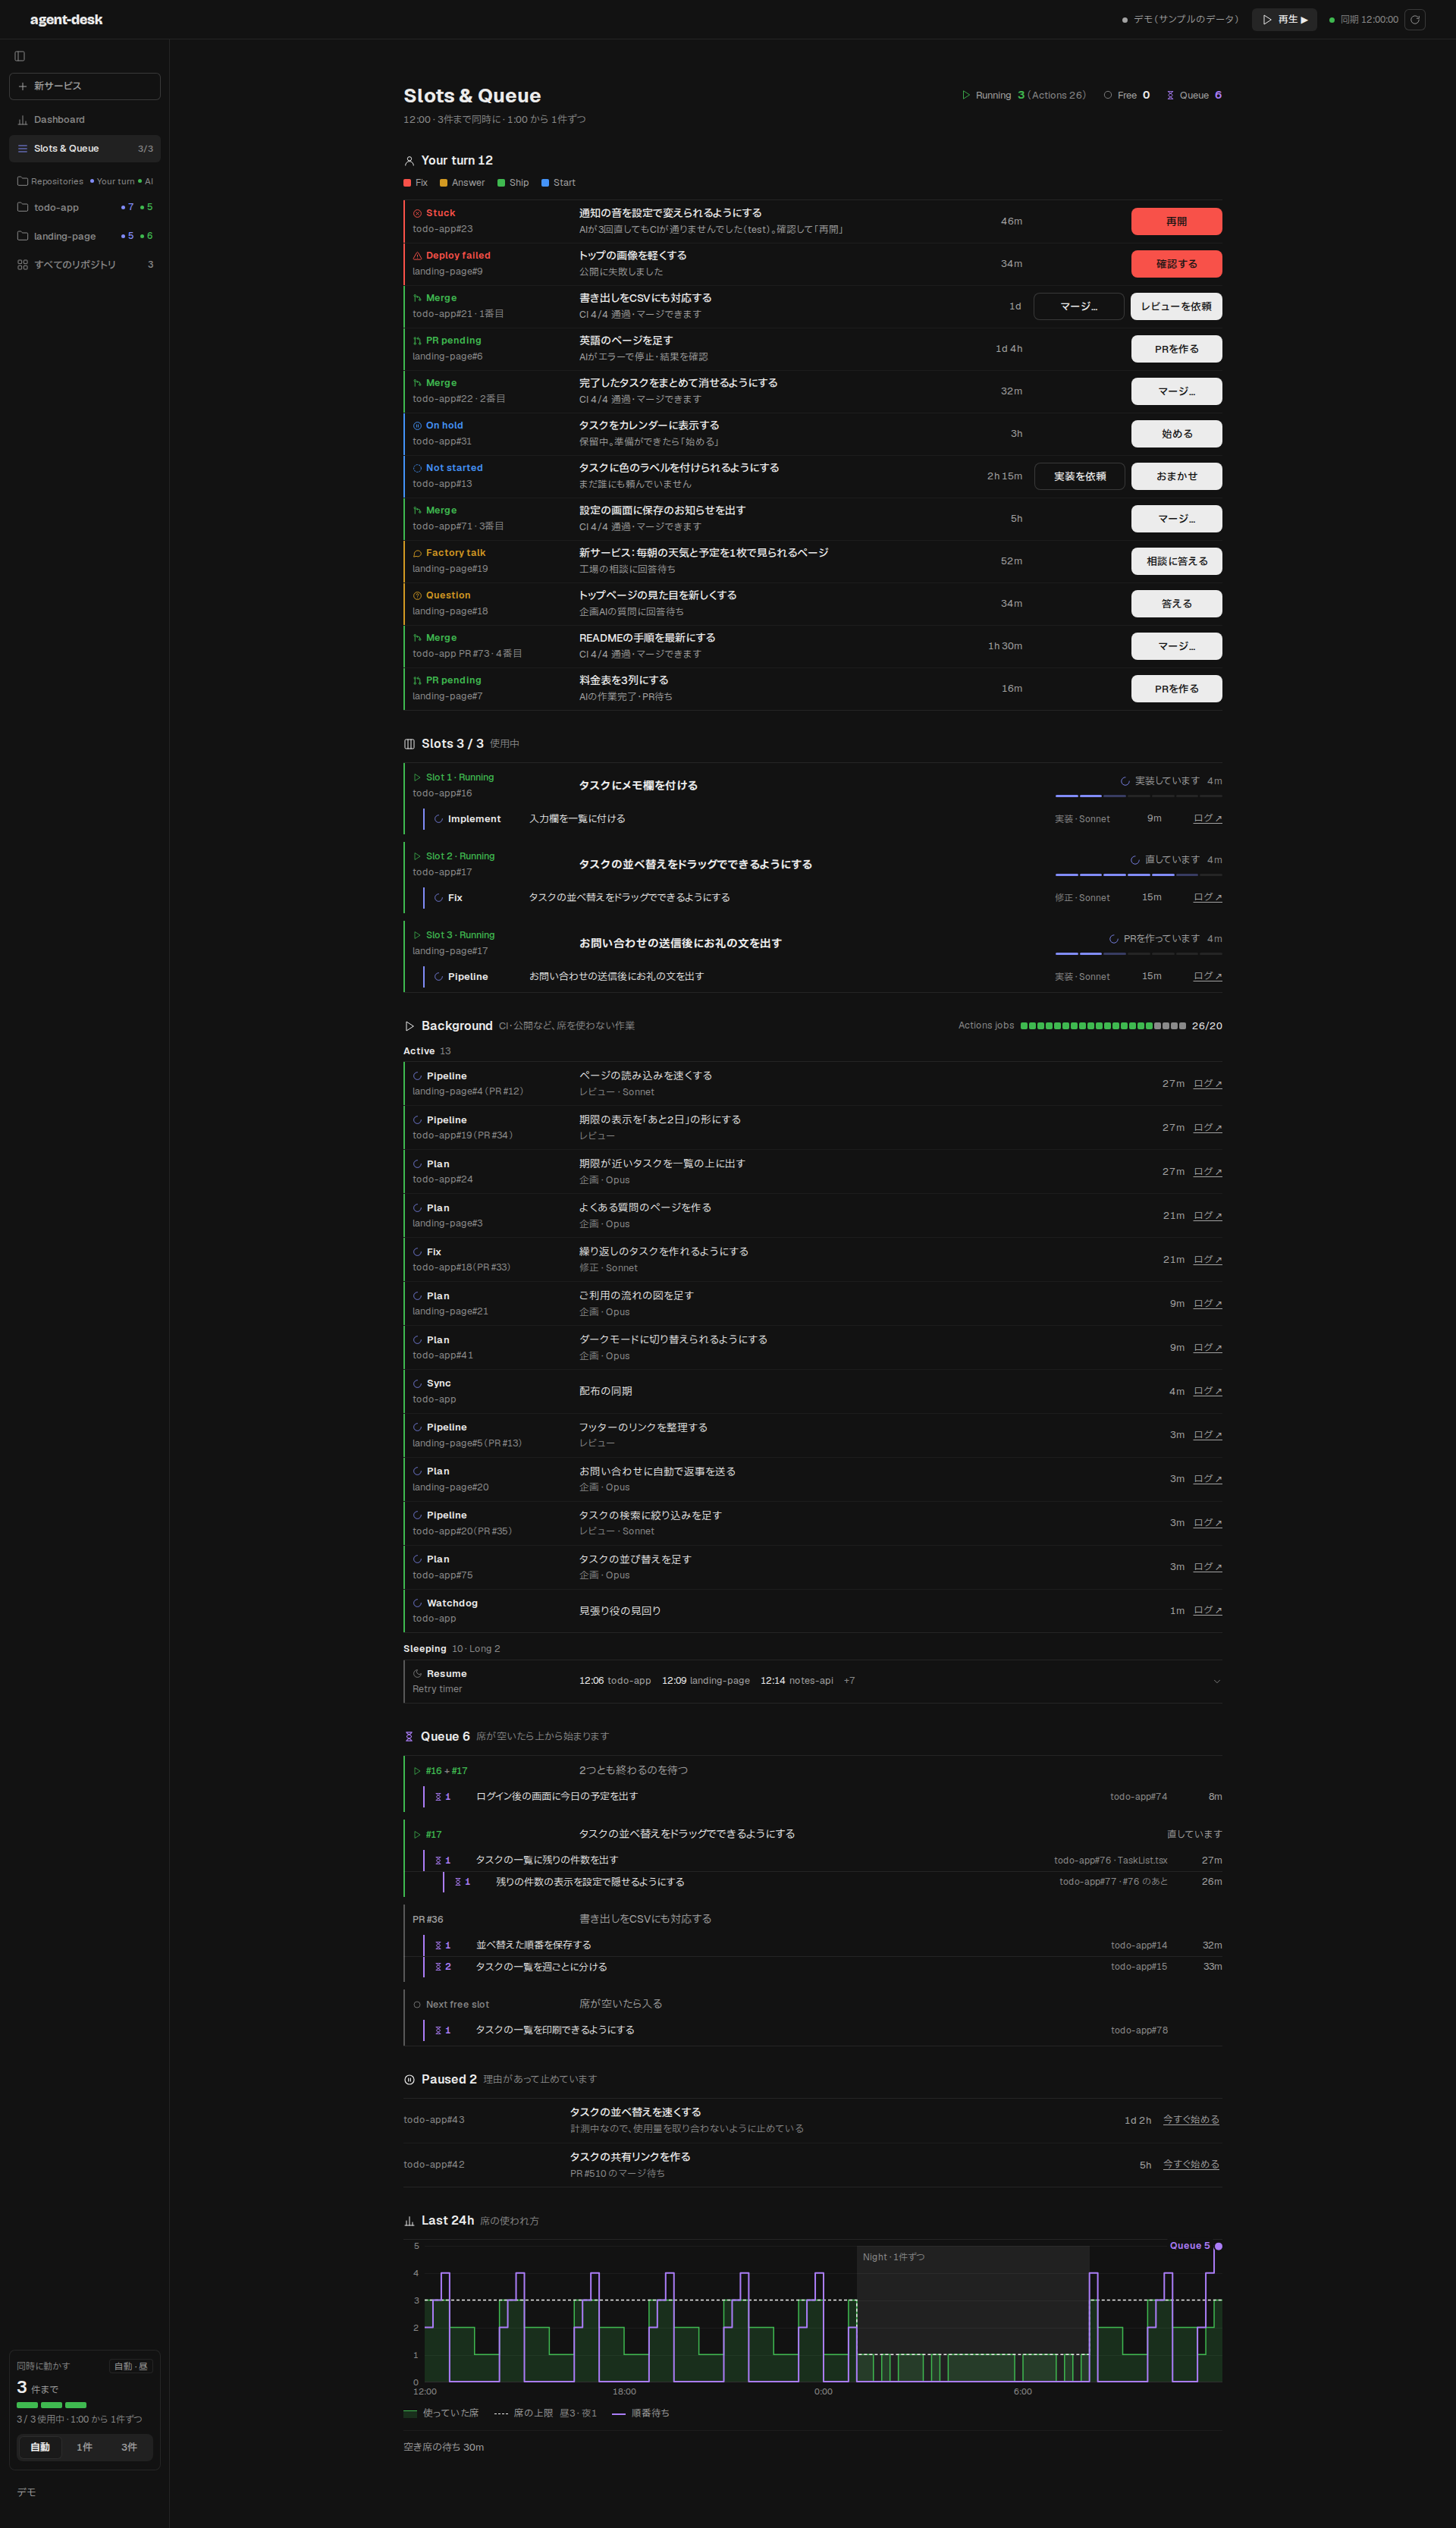 agent-desk
デモ（サンプルのデータ）
再生 ▶
同期 12:00:00
新サービス
Dashboard
Slots & Queue 3/3
Repositories Your turn AI
todo-app 7 5
landing-page 5 6
すべてのリポジトリ 3
Slots & Queue
Running 3（Actions 26） Free 0 Queue 6
12:00 · 3件まで同時に · 1:00 から 1件ずつ
Your turn 12
Fix Answer Ship Start
Stuck 通知の音を設定で変えられるようにする 46m 再開
todo-app#23 AIが3回直してもCIが通りませんでした（test）。確認して「再開」
Deploy failed トップの画像を軽くする 34m 確認する
landing-page#9 公開に失敗しました
Merge 書き出しをCSVにも対応する 1d マージ… レビューを依頼
todo-app#21 · 1番目 CI 4/4 通過・マージできます
PR pending 英語のページを足す 1d 4h PRを作る
landing-page#6 AIがエラーで停止・結果を確認
Merge 完了したタスクをまとめて消せるようにする 32m マージ…
todo-app#22 · 2番目 CI 4/4 通過・マージできます
On hold タスクをカレンダーに表示する 3h 始める
todo-app#31 保留中。準備ができたら「始める」
Not started タスクに色のラベルを付けられるようにする 2h 15m 実装を依頼 おまかせ
todo-app#13 まだ誰にも頼んでいません
Merge 設定の画面に保存のお知らせを出す 5h マージ…
todo-app#71 · 3番目 CI 4/4 通過・マージできます
Factory talk 新サービス：毎朝の天気と予定を1枚で見られるページ 52m 相談に答える
landing-page#19 工場の相談に回答待ち
Question トップページの見た目を新しくする 34m 答える
landing-page#18 企画AIの質問に回答待ち
Merge READMEの手順を最新にする 1h 30m マージ…
todo-app PR #73 · 4番目 CI 4/4 通過・マージできます
PR pending 料金表を3列にする 16m PRを作る
landing-page#7 AIの作業完了・PR待ち
Slots 3 / 3 使用中
Slot 1 · Running タスクにメモ欄を付ける 実装しています 4m
todo-app#16
Implement 入力欄を一覧に付ける 実装 · Sonnet 9m ログ ↗
Slot 2 · Running タスクの並べ替えをドラッグでできるようにする 直しています 4m
todo-app#17
Fix タスクの並べ替えをドラッグでできるようにする 修正 · Sonnet 15m ログ ↗
Slot 3 · Running お問い合わせの送信後にお礼の文を出す PRを作っています 4m
landing-page#17
Pipeline お問い合わせの送信後にお礼の文を出す 実装 · Sonnet 15m ログ ↗
Background CI・公開など、席を使わない作業 Actions jobs 26/20
Active 13
Pipeline ページの読み込みを速くする 27m ログ ↗
landing-page#4（PR #12） レビュー · Sonnet
Pipeline 期限の表示を「あと2日」の形にする 27m ログ ↗
todo-app#19（PR #34） レビュー
Plan 期限が近いタスクを一覧の上に出す 27m ログ ↗
todo-app#24 企画 · Opus
Plan よくある質問のページを作る 21m ログ ↗
landing-page#3 企画 · Opus
Fix 繰り返しのタスクを作れるようにする 21m ログ ↗
todo-app#18（PR #33） 修正 · Sonnet
Plan ご利用の流れの図を足す 9m ログ ↗
landing-page#21 企画 · Opus
Plan ダークモードに切り替えられるようにする 9m ログ ↗
todo-app#41 企画 · Opus
Sync 配布の同期 4m ログ ↗
todo-app
Pipeline フッターのリンクを整理する 3m ログ ↗
landing-page#5（PR #13） レビュー
Plan お問い合わせに自動で返事を送る 3m ログ ↗
landing-page#20 企画 · Opus
Pipeline タスクの検索に絞り込みを足す 3m ログ ↗
todo-app#20（PR #35） レビュー · Sonnet
Plan タスクの並び替えを足す 3m ログ ↗
todo-app#75 企画 · Opus
Watchdog 見張り役の見回り 1m ログ ↗
todo-app
Sleeping 10 · Long 2
Resume 12:06 todo-app 12:09 landing-page 12:14 notes-api +7
Retry timer
Queue 6 席が空いたら上から始まります
#16 + #17 2つとも終わるのを待つ
1 ログイン後の画面に今日の予定を出す todo-app#74 8m
#17 タスクの並べ替えをドラッグでできるようにする 直しています
1 タスクの一覧に残りの件数を出す todo-app#76 · TaskList.tsx 27m
1 残りの件数の表示を設定で隠せるようにする todo-app#77 · #76 のあと 26m
PR #36 書き出しをCSVにも対応する
1 並べ替えた順番を保存する todo-app#14 32m
2 タスクの一覧を週ごとに分ける todo-app#15 33m
Next free slot 席が空いたら入る
1 タスクの一覧を印刷できるようにする todo-app#78
Paused 2 理由があって止めています
todo-app#43 タスクの並べ替えを速くする 1d 2h 今すぐ始める
計測中なので、使用量を取り合わないように止めている
todo-app#42 タスクの共有リンクを作る 5h 今すぐ始める
PR #510 のマージ待ち
Last 24h 席の使われ方
5
4
3
2
1
0
Night · 1件ずつ
Queue 5
12:00 18:00 0:00 6:00
使っていた席 席の上限 昼3・夜1 順番待ち
空き席の待ち 30m
同時に動かす 自動 · 昼
3 件まで
3 / 3 使用中 · 1:00 から 1件ずつ
自動 1件 3件
デモ